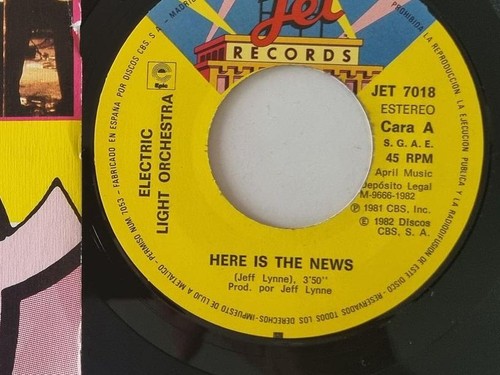 Jet
RECORDS
JET 7018
ESTEREO
Cara A
S. G. A. E.
45 RPM
April Music
Depósito Legal
M-9666-1982
Ⓟ 1981 CBS, Inc.
© 1982 Discos
CBS, S. A.
Epic
ELECTRIC
LIGHT ORCHESTRA
HERE IS THE NEWS
(Jeff Lynne), 3'50''
Prod. por Jeff Lynne
PROHIBIDA LA REPRODUCCION, LA EJECUCION PUBLICA Y LA RADIODIFUSION DE ESTE DISCO-RESERVADOS TODOS LOS DERECHOS-IMPUESTO DE LUJO A METALICO - PERMISO NUM 7053 - FABRICADO EN ESPAÑA POR DISCOS CBS S A - MADRID